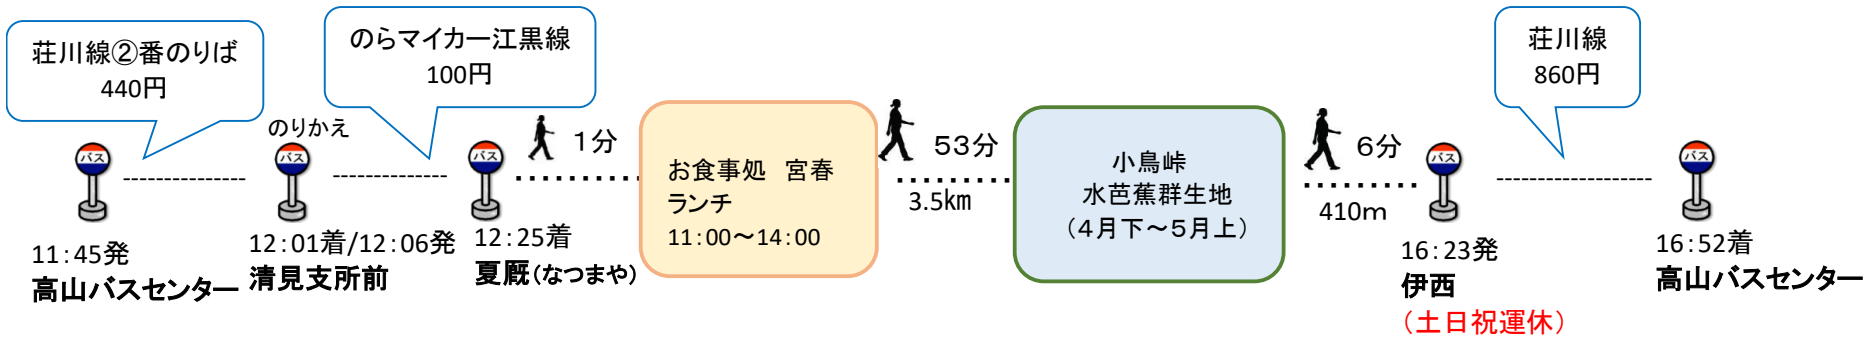 荘川線②番のりば
440円
のらマイカー江黒線
100円
荘川線
860円
のりかえ
バス
バス
バス
バス
バス
1分
お食事処 宮春
ランチ
11:00~14:00
53分
3.5km
小鳥峠
水芭蕉群生地
(4月下~5月上)
6分
410m
11:45発
高山バスセンター
12:01着/12:06発
清見支所前
12:25着
夏厩(なつまや)
16:23発
伊西
(土日祝運休)
16:52着
高山バスセンター